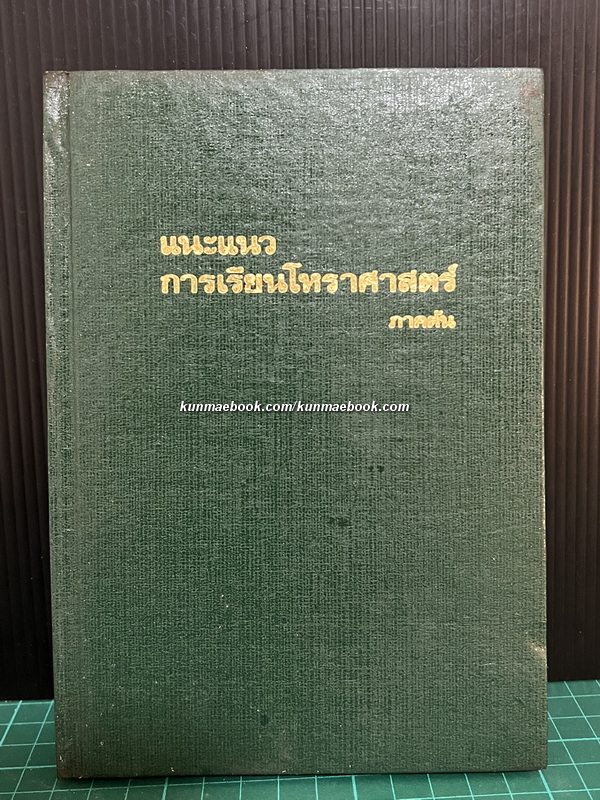 แนะแนว
การเรียนโหราศาสตร์
ภาคต้น
kunmaebook.com/kunmaebook.com